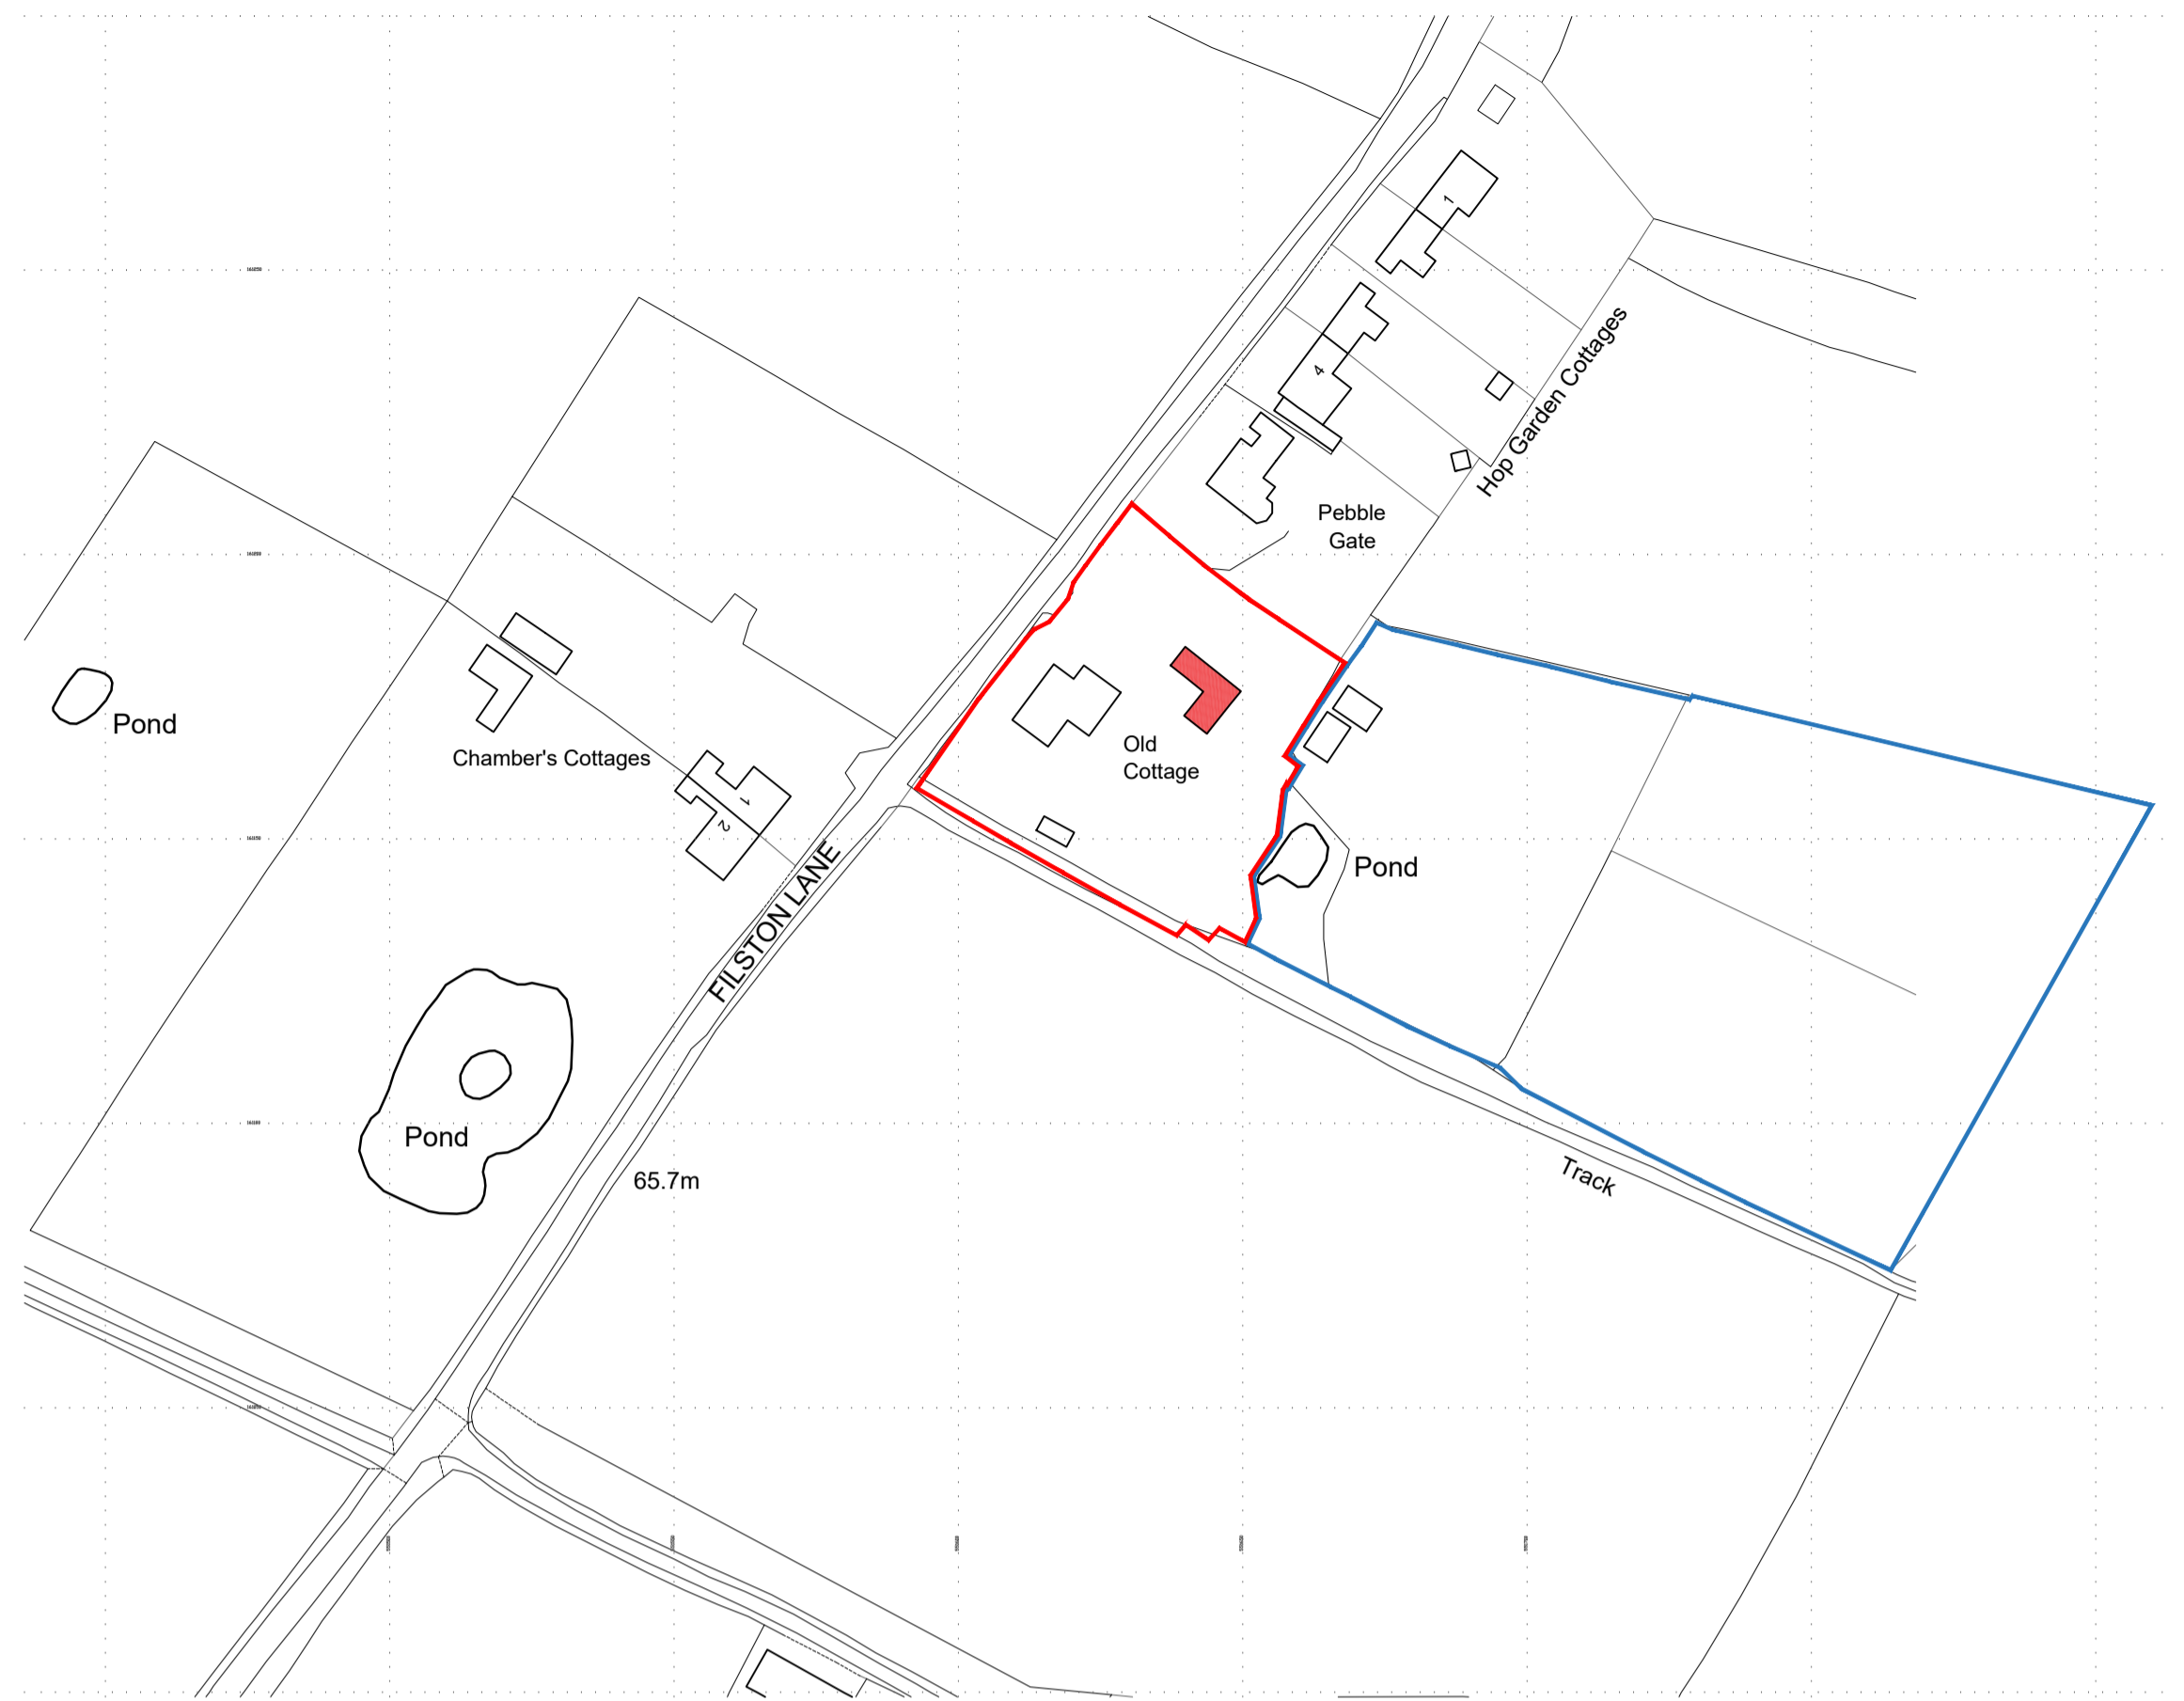 1
4
Hop Garden Cottages
Pebble
Gate
Pond
Chamber's Cottages
Old
Cottage
1
2
FILSTON LANE
Pond
Pond
65.7m
Track